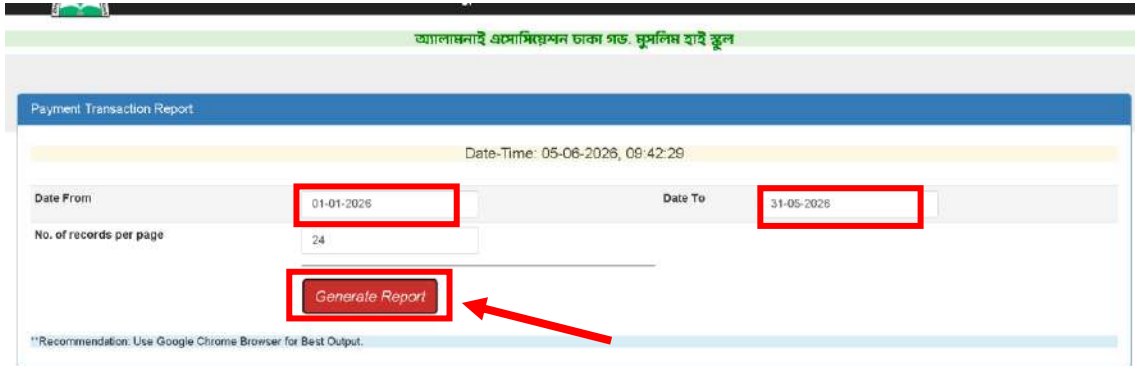 অ্যালামনাই এসোসিয়েশন ঢাকা গভ. মুসলিম হাই স্কুল
Payment Transaction Report
Date-Time: 05-06-2026, 09:42:29
Date From 01-01-2026 Date To 31-05-2026
No. of records per page 24
Generate Report
**Recommendation: Use Google Chrome Browser for Best Output.